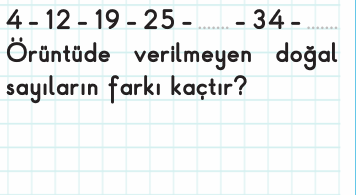 4 - 12 - 19 - 25 - ....... - 34 - .......
Örüntüde verilmeyen doğal
sayıların farkı kaçtır?